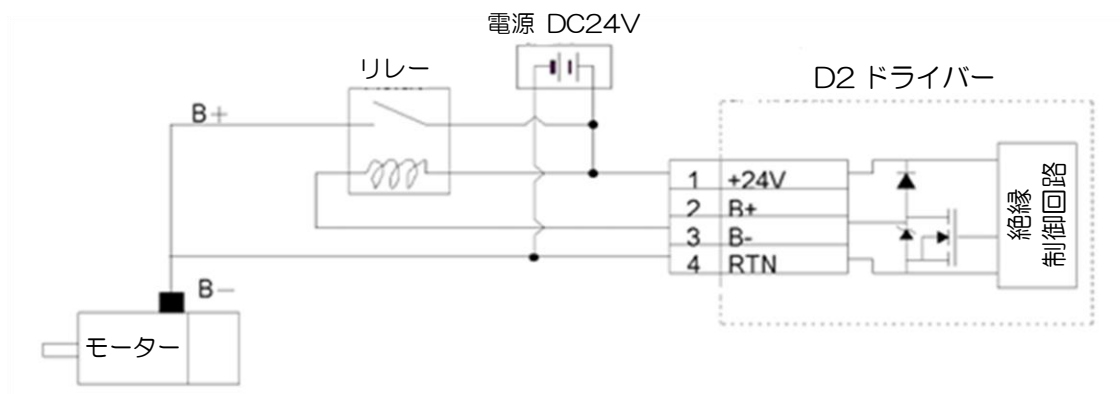 電源 DC24V
リレー
D2 ドライバー
B+
1 +24V
2 B+
3 B-
4 RTN
絶縁
制御回路
B−
モーター